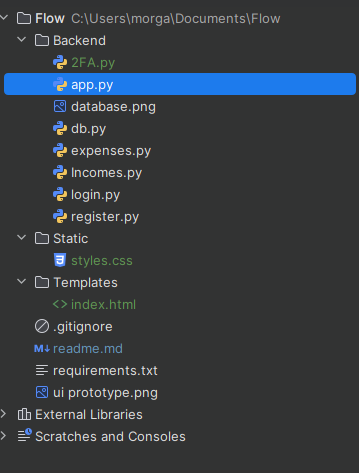 Flow C:\Users\morga\Documents\Flow
Backend
2FA.py
app.py
database.png
db.py
expenses.py
Incomes.py
login.py
register.py
Static
styles.css
Templates
<> index.html
.gitignore
M↓ readme.md
requirements.txt
ui prototype.png
External Libraries
Scratches and Consoles